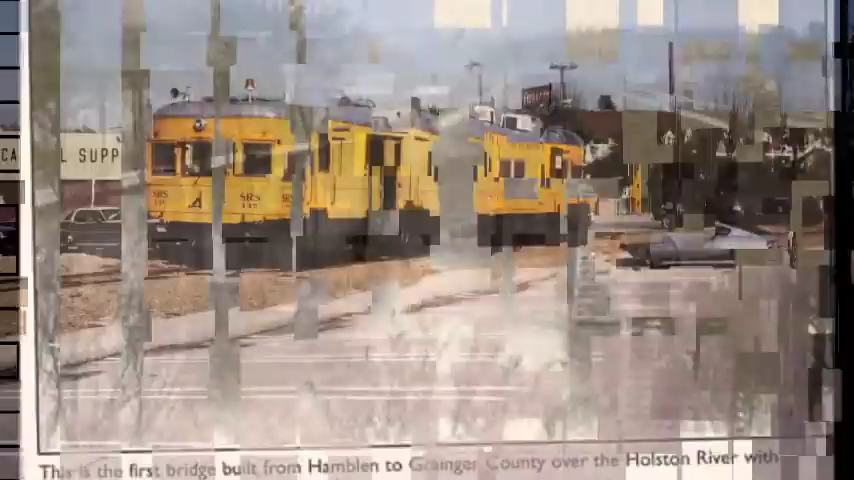 CA L SUPP
SRS
SRS
This is the first bridge built from Hamblen to Grainger County over the Holston River with